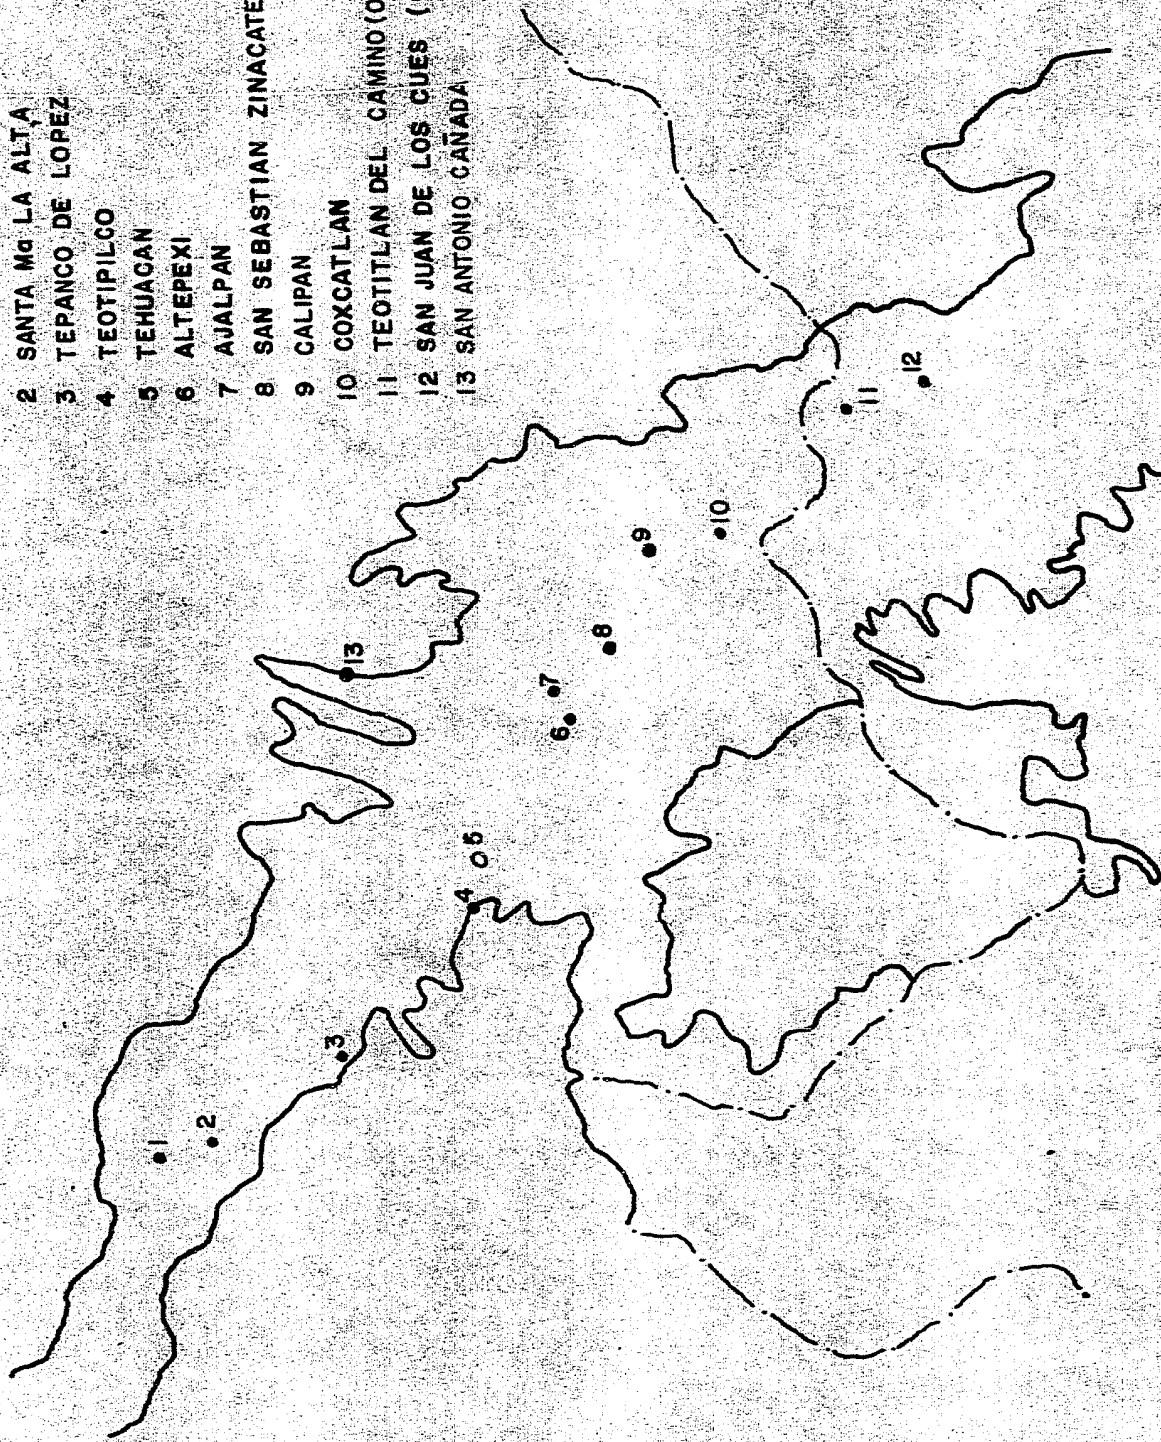 2 SANTA Ma LA ALTA
3 TEPANCO DE LOPEZ
4 TEOTIPILCO
5 TEHUACAN
6 ALTEPEXI
7 AJALPAN
8 SAN SEBASTIAN ZINACATE
9 CALIPAN
10 COXCATLAN
11 TEOTITLAN DEL CAMINO (O
12 SAN JUAN DE LOS CUES (
13 SAN ANTONIO CAÑADA
1
2
3
4
5
6
7
8
9
10
11
12
13